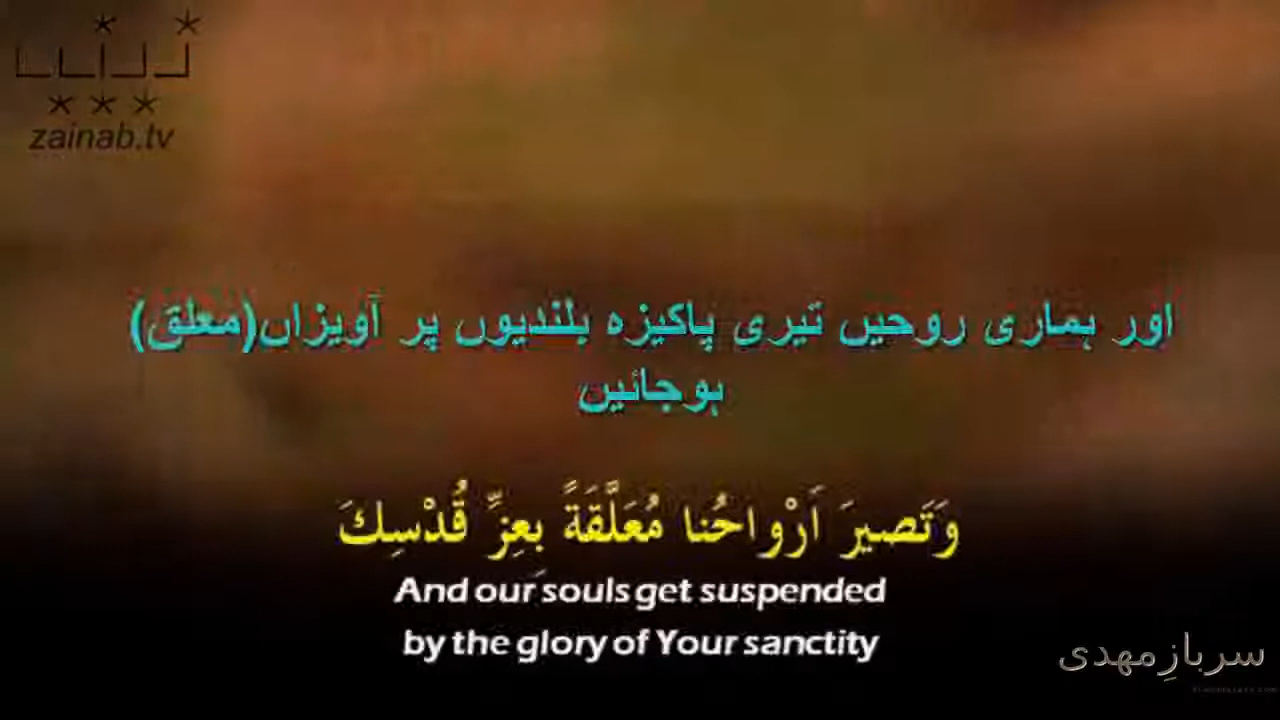 zainab.tv
اور ہماری روحیں تیری پاکیزہ بلندیوں پر آویزاں(معلق)
ہوجائیں
وَتَصيرَ اَرْواحُنا مُعَلَّقَةً بِعِزِّ قُدْسِكَ
And our souls get suspended
by the glory of Your sanctity
سربازِمهدی